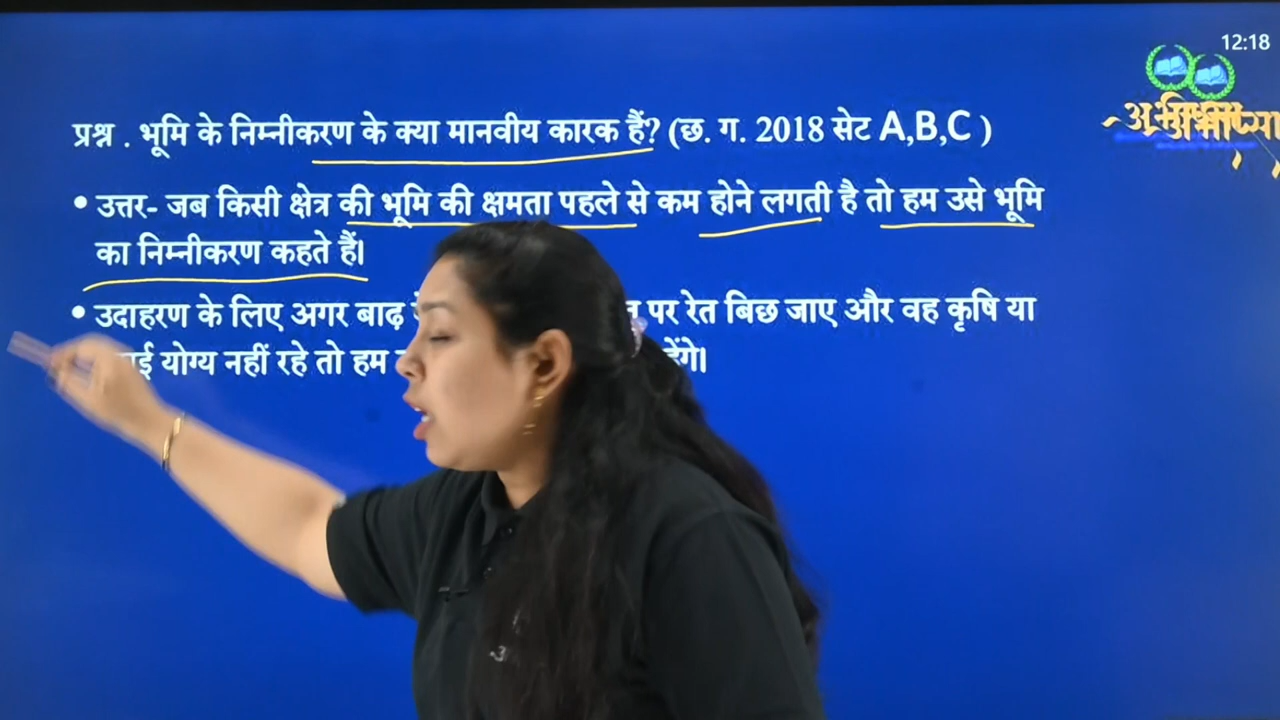 12:18
प्रश्न . भूमि के निम्नीकरण के क्या मानवीय कारक हैं? (छ. ग. 2018 सेट A,B,C )
• उत्तर- जब किसी क्षेत्र की भूमि की क्षमता पहले से कम होने लगती है तो हम उसे भूमि
का निम्नीकरण कहते हैं।
• उदाहरण के लिए अगर बाढ़ पर रेत बिछ जाए और वह कृषि या
योग्य नहीं रहे तो हम